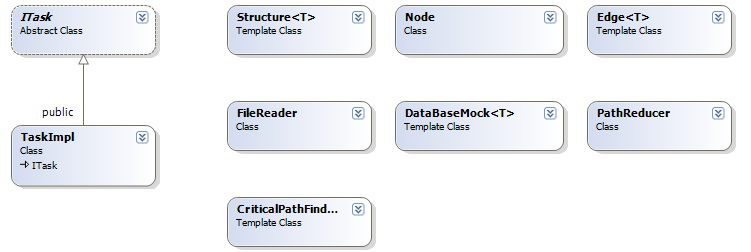 ITask
Abstract Class
public
TaskImpl
Class
ITask
Structure<T>
Template Class
Node
Class
Edge<T>
Template Class
FileReader
Class
DataBaseMock<T>
Template Class
PathReducer
Class
CriticalPathFind...
Template Class